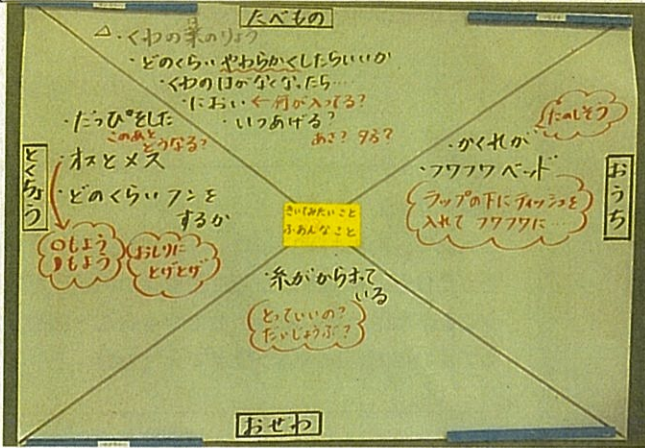 たべもの
△・くわの葉のりょう
・どのくらいやわらかくしたらいいか
・くわのはがなくなったら…
・におい ←何が入ってる?
・いつあげる?
あさ? 夕方?
とくちょう
・だっぴをした
このあと
どうなる?
・オスとメス
・どのくらいフンを
するか
もよう
おしりに
とげとげ
おうち
たのしそう
・かくれが
・フワフワベッド
ラップの下にティッシュを
入れて フワフワに…
きいてみたいこと
ふあんなこと
・糸がからまって
いる
とっていいの?
だいじょうぶ?
おせわ